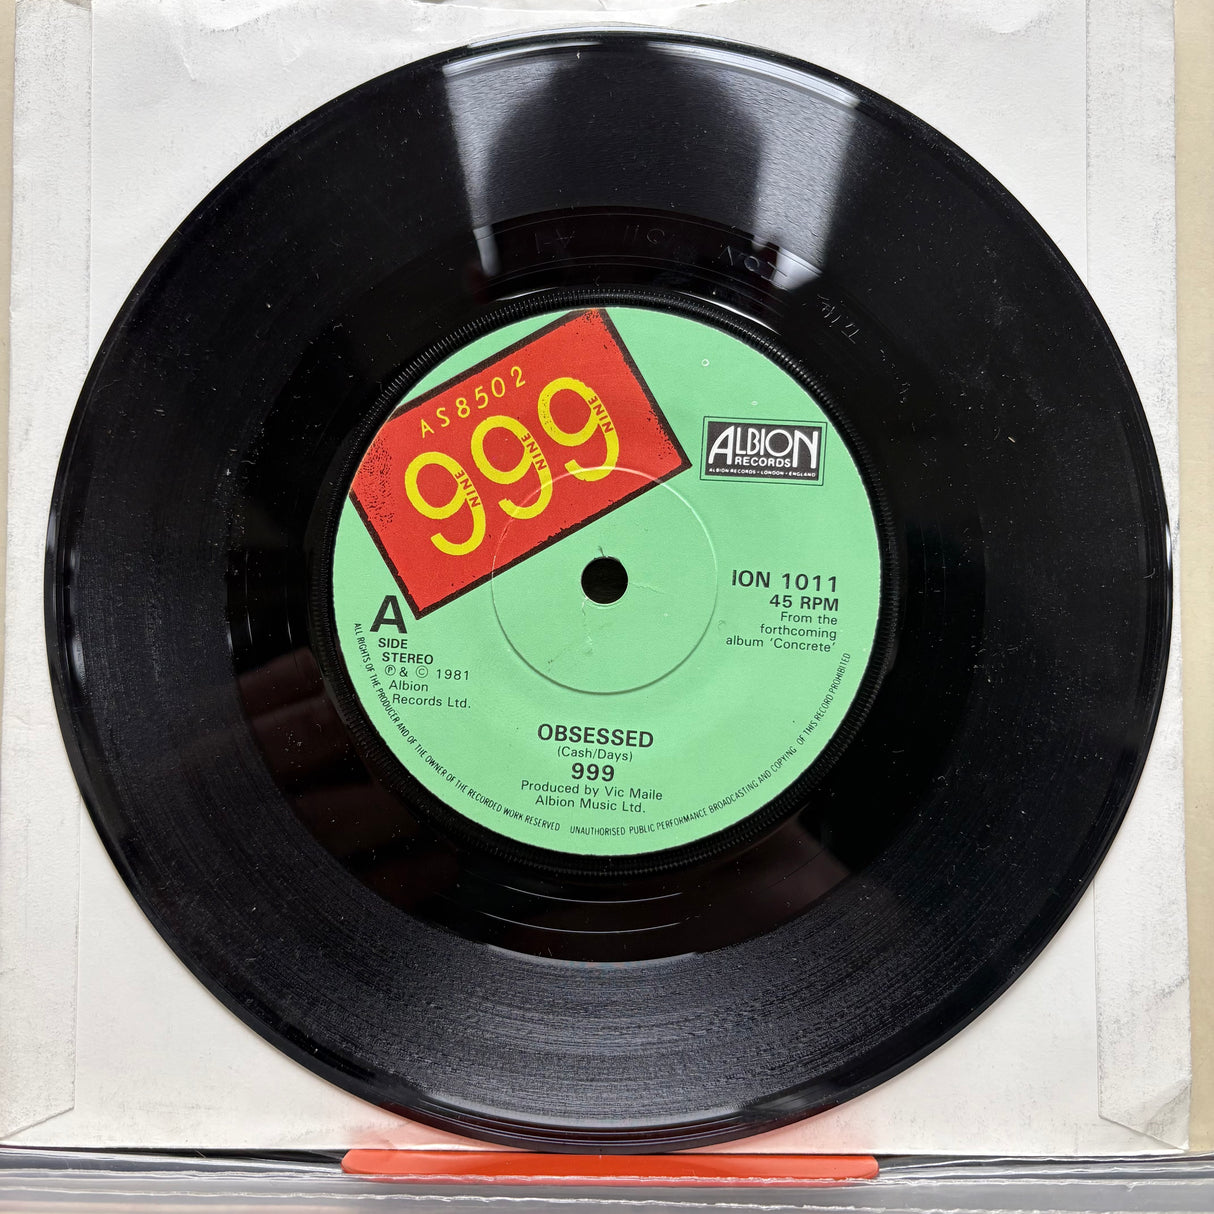 AS8502
999
NINE NINE NINE
ALBION
RECORDS
ALBION RECORDS • LONDON • ENGLAND
ION 1011
45 RPM
From the
forthcoming
album 'Concrete'
A
SIDE
STEREO
Ⓟ & © 1981
Albion
Records Ltd.
OBSESSED
(Cash/Days)
999
Produced by Vic Maile
Albion Music Ltd.
ALL RIGHTS OF THE PRODUCER AND OF THE OWNER OF THE RECORDED WORK RESERVED UNAUTHORISED PUBLIC PERFORMANCE BROADCASTING AND COPYING OF THIS RECORD PROHIBITED